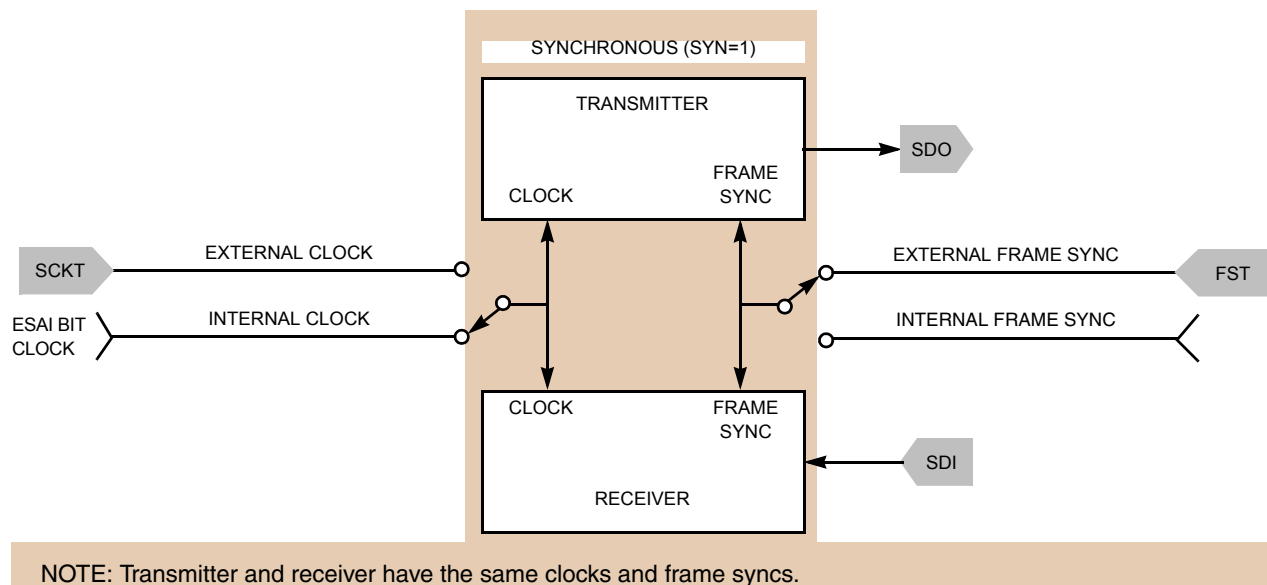 SYNCHRONOUS (SYN=1)
TRANSMITTER
SDO
FRAME
SYNC
CLOCK
EXTERNAL CLOCK
EXTERNAL FRAME SYNC
SCKT
FST
INTERNAL CLOCK
INTERNAL FRAME SYNC
ESAI BIT
CLOCK
CLOCK
FRAME
SYNC
SDI
RECEIVER
NOTE: Transmitter and receiver have the same clocks and frame syncs.